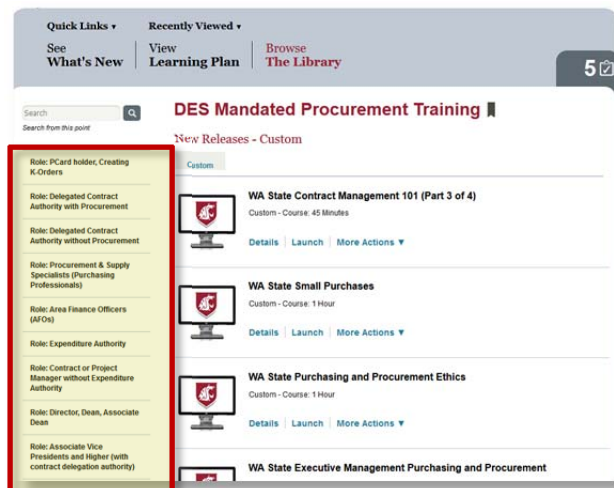 Quick Links ▾ Recently Viewed ▾
See
What's New
View
Learning Plan
Browse
The Library
5
Search
Search from this point
Role: PCard holder, Creating
K-Orders
Role: Delegated Contract
Authority with Procurement
Role: Delegated Contract
Authority without Procurement
Role: Procurement & Supply
Specialists (Purchasing
Professionals)
Role: Area Finance Officers
(AFOs)
Role: Expenditure Authority
Role: Contract or Project
Manager without Expenditure
Authority
Role: Director, Dean, Associate
Dean
Role: Associate Vice
Presidents and Higher (with
contract delegation authority)
DES Mandated Procurement Training
New Releases - Custom
Custom
WA State Contract Management 101 (Part 3 of 4)
Custom - Course: 45 Minutes
Details | Launch | More Actions ▼
WA State Small Purchases
Custom - Course: 1 Hour
Details | Launch | More Actions ▼
WA State Purchasing and Procurement Ethics
Custom - Course: 1 Hour
Details | Launch | More Actions ▼
WA State Executive Management Purchasing and Procurement